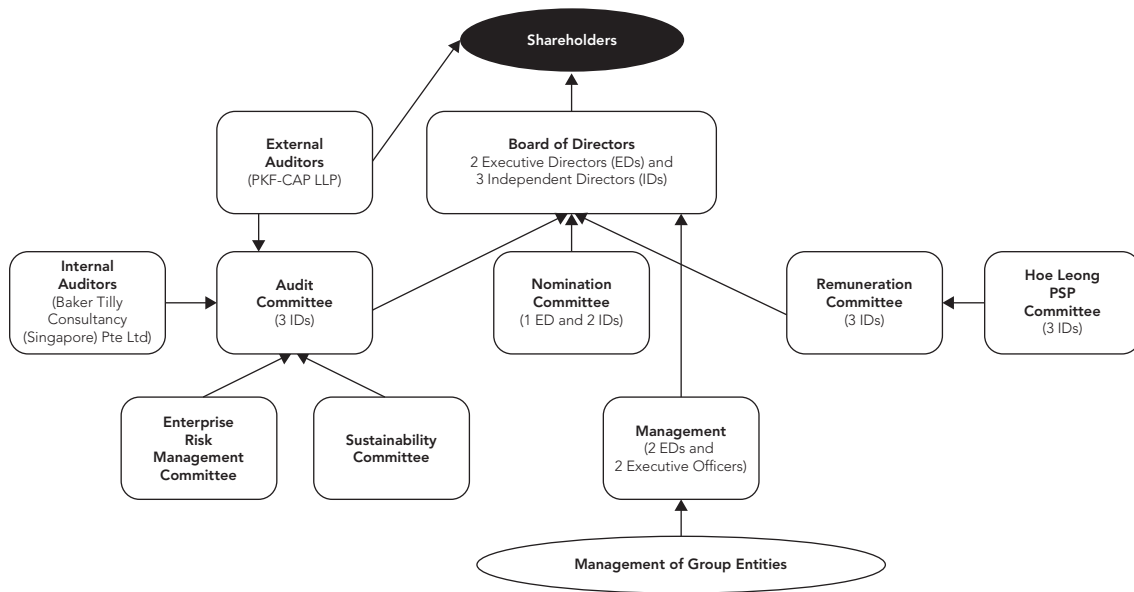 Shareholders
External
Auditors
(PKF-CAP LLP)
Board of Directors
2 Executive Directors (EDs) and
3 Independent Directors (IDs)
Internal
Auditors
(Baker Tilly
Consultancy
(Singapore) Pte Ltd)
Audit
Committee
(3 IDs)
Nomination
Committee
(1 ED and 2 IDs)
Remuneration
Committee
(3 IDs)
Hoe Leong
PSP
Committee
(3 IDs)
Enterprise
Risk
Management
Committee
Sustainability
Committee
Management
(2 EDs and
2 Executive Officers)
Management of Group Entities